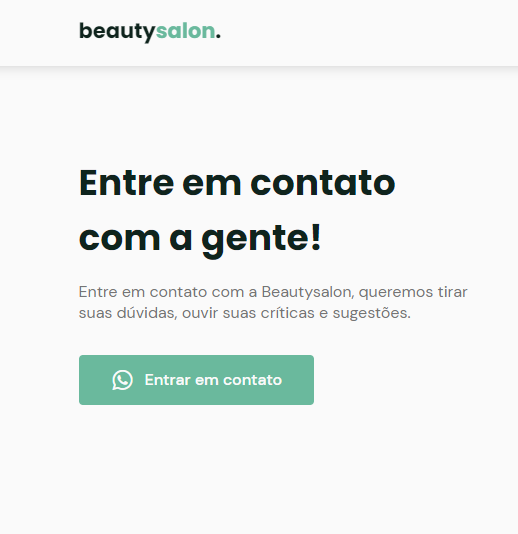 beautysalon.
Entre em contato
com a gente!
Entre em contato com a Beautysalon, queremos tirar
suas dúvidas, ouvir suas críticas e sugestões.
Entrar em contato